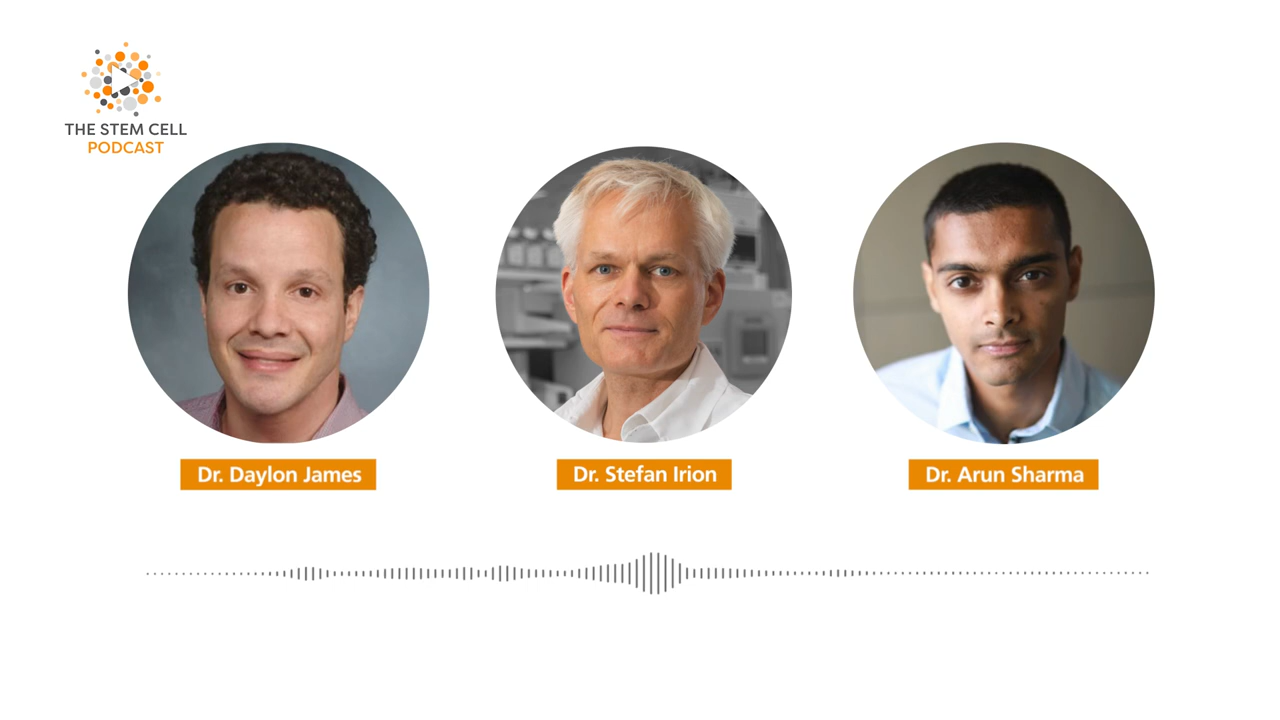 THE STEM CELL
PODCAST
Dr. Daylon James
Dr. Stefan Irion
Dr. Arun Sharma